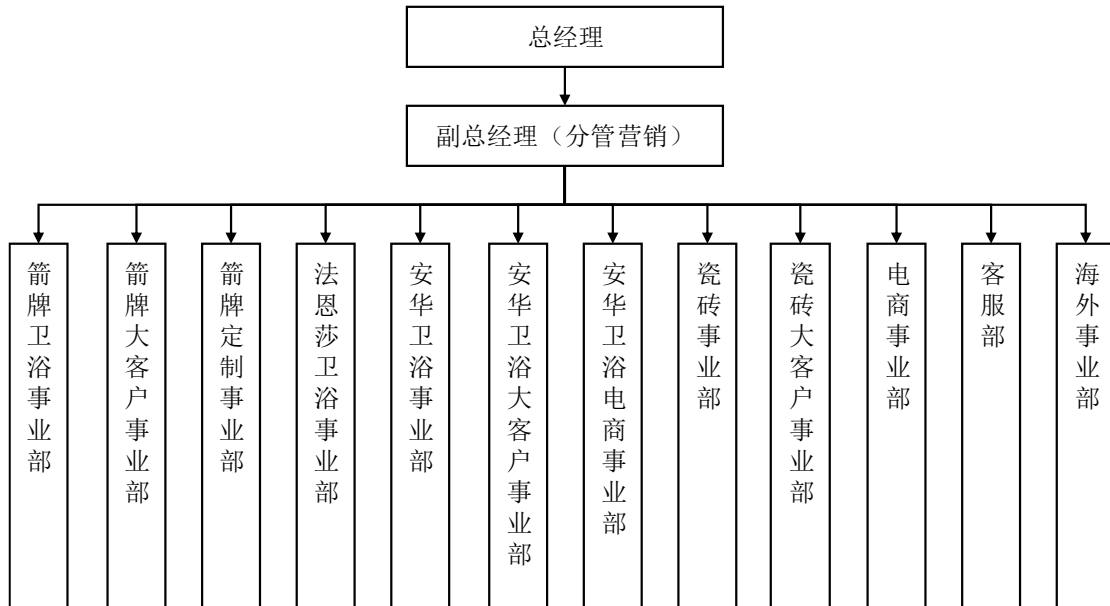 总经理
副总经理（分管营销）
箭牌卫浴事业部
箭牌大客户事业部
箭牌定制事业部
法恩莎卫浴事业部
安华卫浴事业部
安华卫浴大客户事业部
安华卫浴电商事业部
瓷砖事业部
瓷砖大客户事业部
电商事业部
客服部
海外事业部